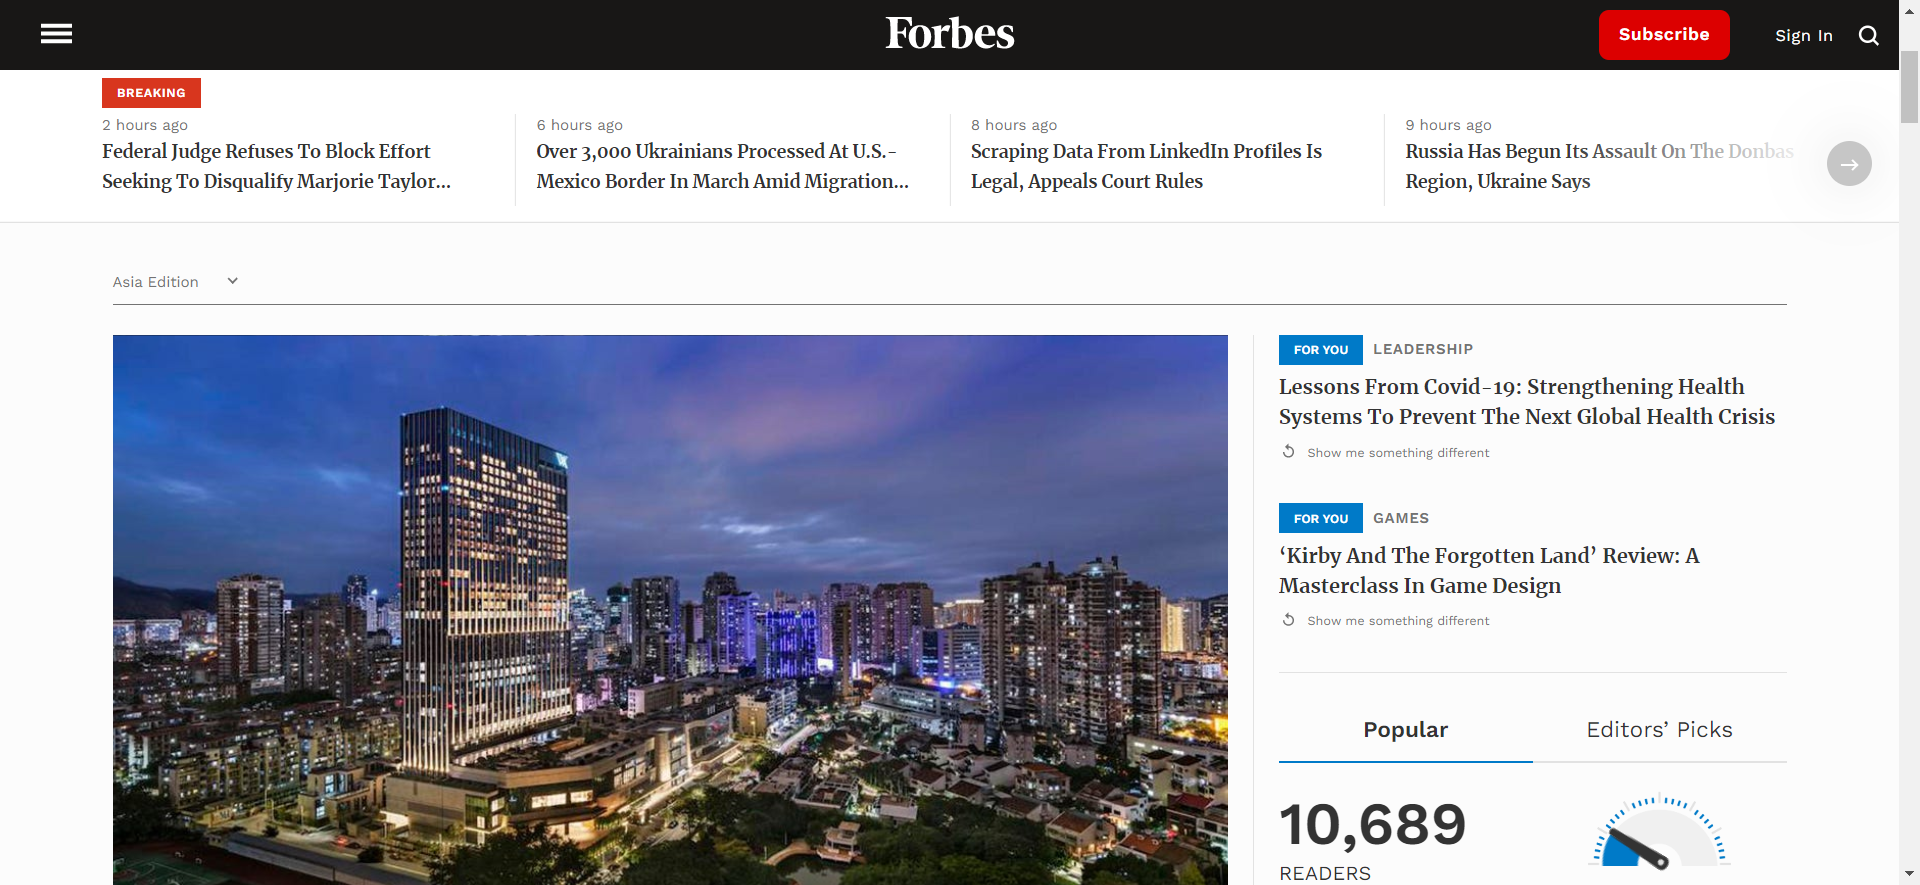 Forbes
Subscribe
Sign In
BREAKING
2 hours ago
Federal Judge Refuses To Block Effort
Seeking To Disqualify Marjorie Taylor...
6 hours ago
Over 3,000 Ukrainians Processed At U.S.-
Mexico Border In March Amid Migration...
8 hours ago
Scraping Data From LinkedIn Profiles Is
Legal, Appeals Court Rules
9 hours ago
Russia Has Begun Its Assault On The Donbas
Region, Ukraine Says
Asia Edition
FOR YOU LEADERSHIP
Lessons From Covid-19: Strengthening Health
Systems To Prevent The Next Global Health Crisis
Show me something different
FOR YOU GAMES
‘Kirby And The Forgotten Land’ Review: A
Masterclass In Game Design
Show me something different
Popular
Editors’ Picks
10,689
READERS